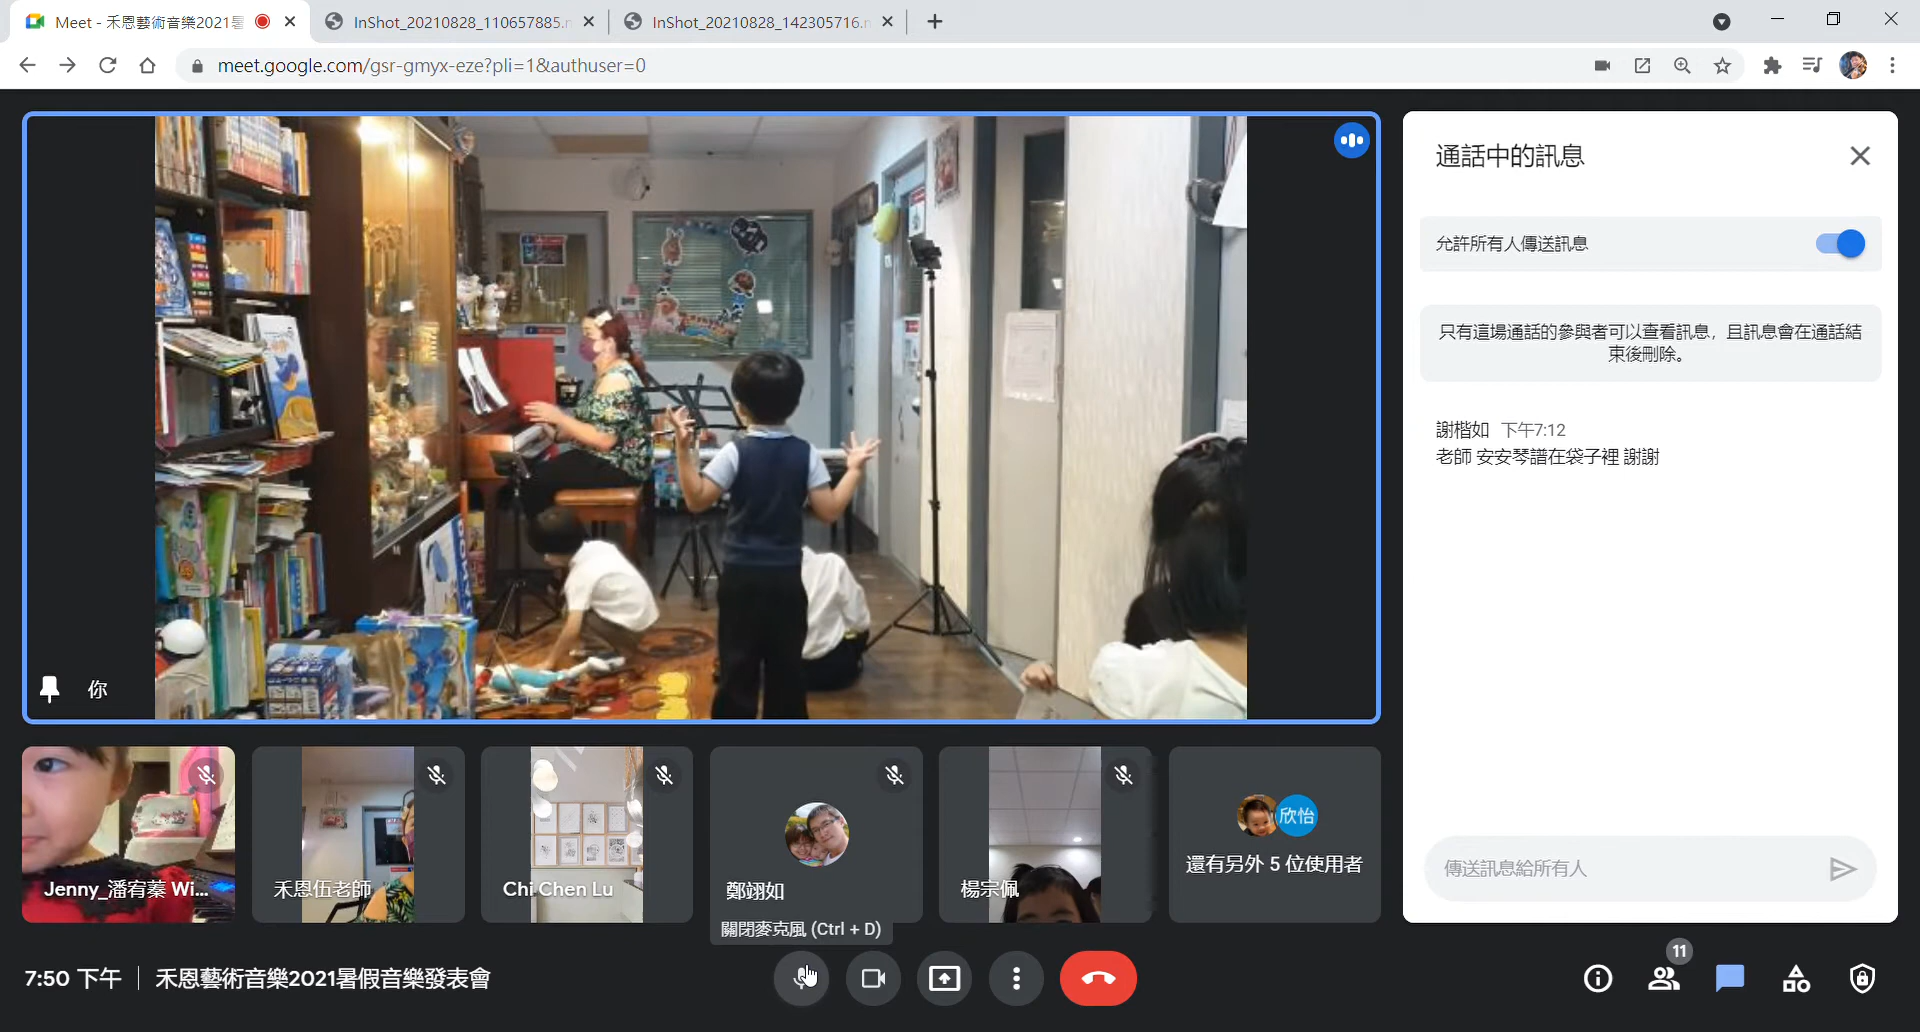 Meet - 禾恩藝術音樂2021暑
InShot_20210828_110657885.m
InShot_20210828_142305716.m
meet.google.com/gsr-gmyx-eze?pli=1&authuser=0
你
通話中的訊息
允許所有人傳送訊息
只有這場通話的參與者可以查看訊息，且訊息會在通話結
束後刪除。
謝楷如 下午7:12
老師 安安琴譜在袋子裡 謝謝
傳送訊息給所有人
Jenny_潘宥蓁 Wi...
禾恩伍老師
Chi Chen Lu
鄭翊如
楊宗佩
欣怡
還有另外 5 位使用者
關閉麥克風 (Ctrl + D)
7:50 下午
禾恩藝術音樂2021暑假音樂發表會
11